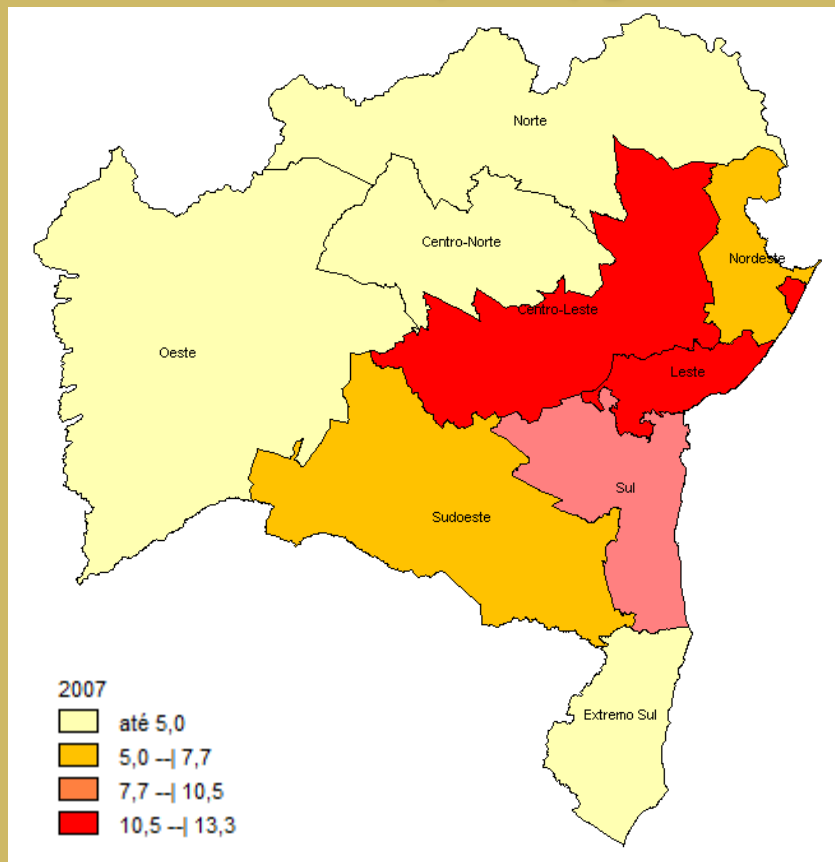 Norte
Centro-Norte
Nordeste
Centro-Leste
Oeste
Leste
Sul
Sudoeste
Extremo Sul
2007
até 5,0
5,0 --| 7,7
7,7 --| 10,5
10,5 --| 13,3